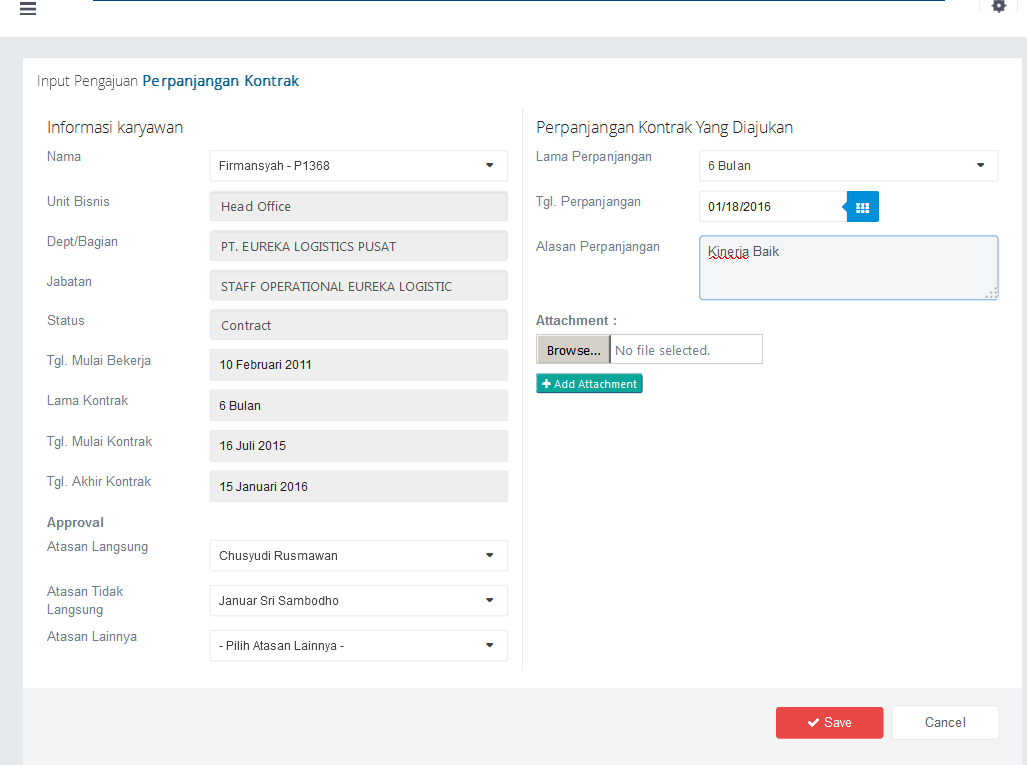 Input Pengajuan Perpanjangan Kontrak
Informasi karyawan
Nama
Firmansyah - P1368
Unit Bisnis
Head Office
Dept/Bagian
PT. EUREKA LOGISTICS PUSAT
Jabatan
STAFF OPERATIONAL EUREKA LOGISTIC
Status
Contract
Tgl. Mulai Bekerja
10 Februari 2011
Lama Kontrak
6 Bulan
Tgl. Mulai Kontrak
16 Juli 2015
Tgl. Akhir Kontrak
15 Januari 2016
Approval
Atasan Langsung
Chusyudi Rusmawan
Atasan Tidak
Langsung
Januar Sri Sambodho
Atasan Lainnya
- Pilih Atasan Lainnya -
Perpanjangan Kontrak Yang Diajukan
Lama Perpanjangan
6 Bulan
Tgl. Perpanjangan
01/18/2016
Alasan Perpanjangan
Kinerja Baik
Attachment :
Browse... No file selected.
+ Add Attachment
Save
Cancel